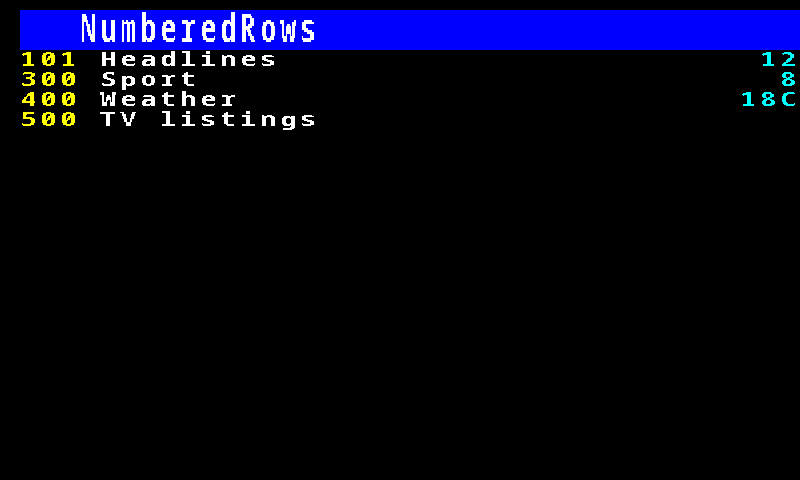 NumberedRows
101 Headlines 12
300 Sport 8
400 Weather 18C
500 TV listings